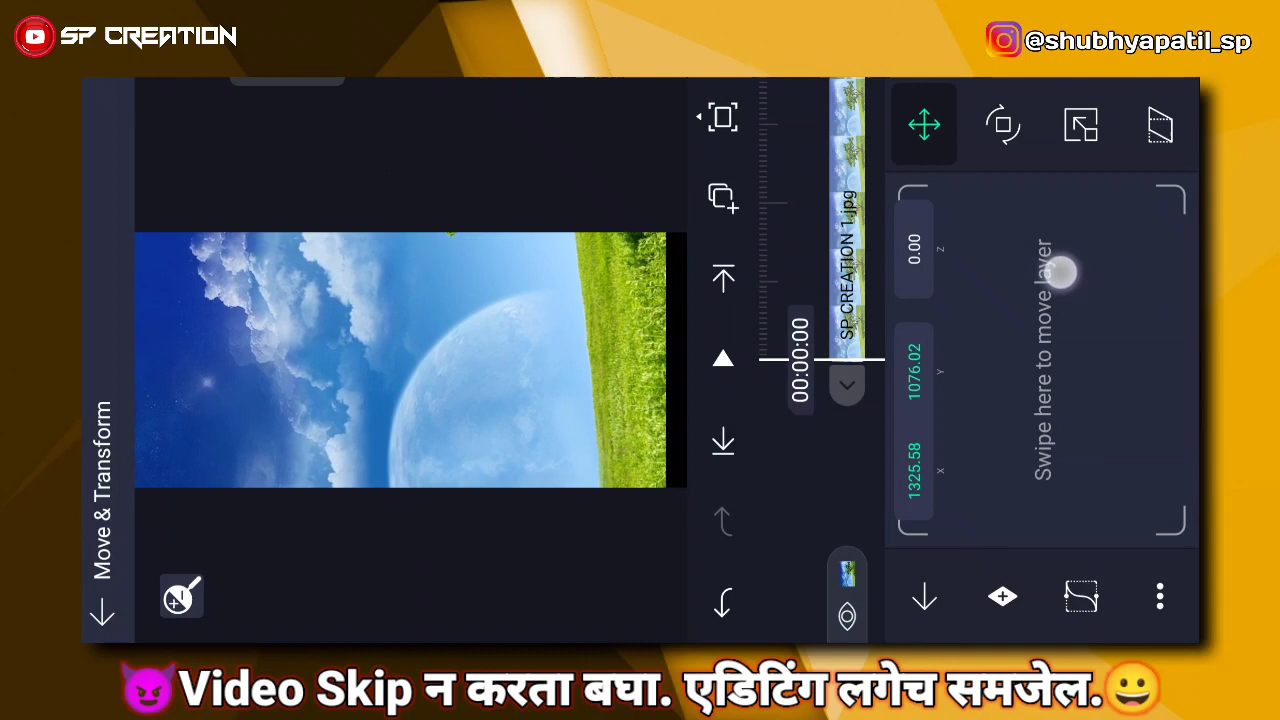 SP CREATION
@shubhyapatil_sp
Move & Transform
00:00:00
SP CREATION 1.jpg
1325.58
1076.02
0.00
X
Y
Z
Swipe here to move layer
😈Video Skip न करता बघा. एडिटिंग लगेच समजेल.😀